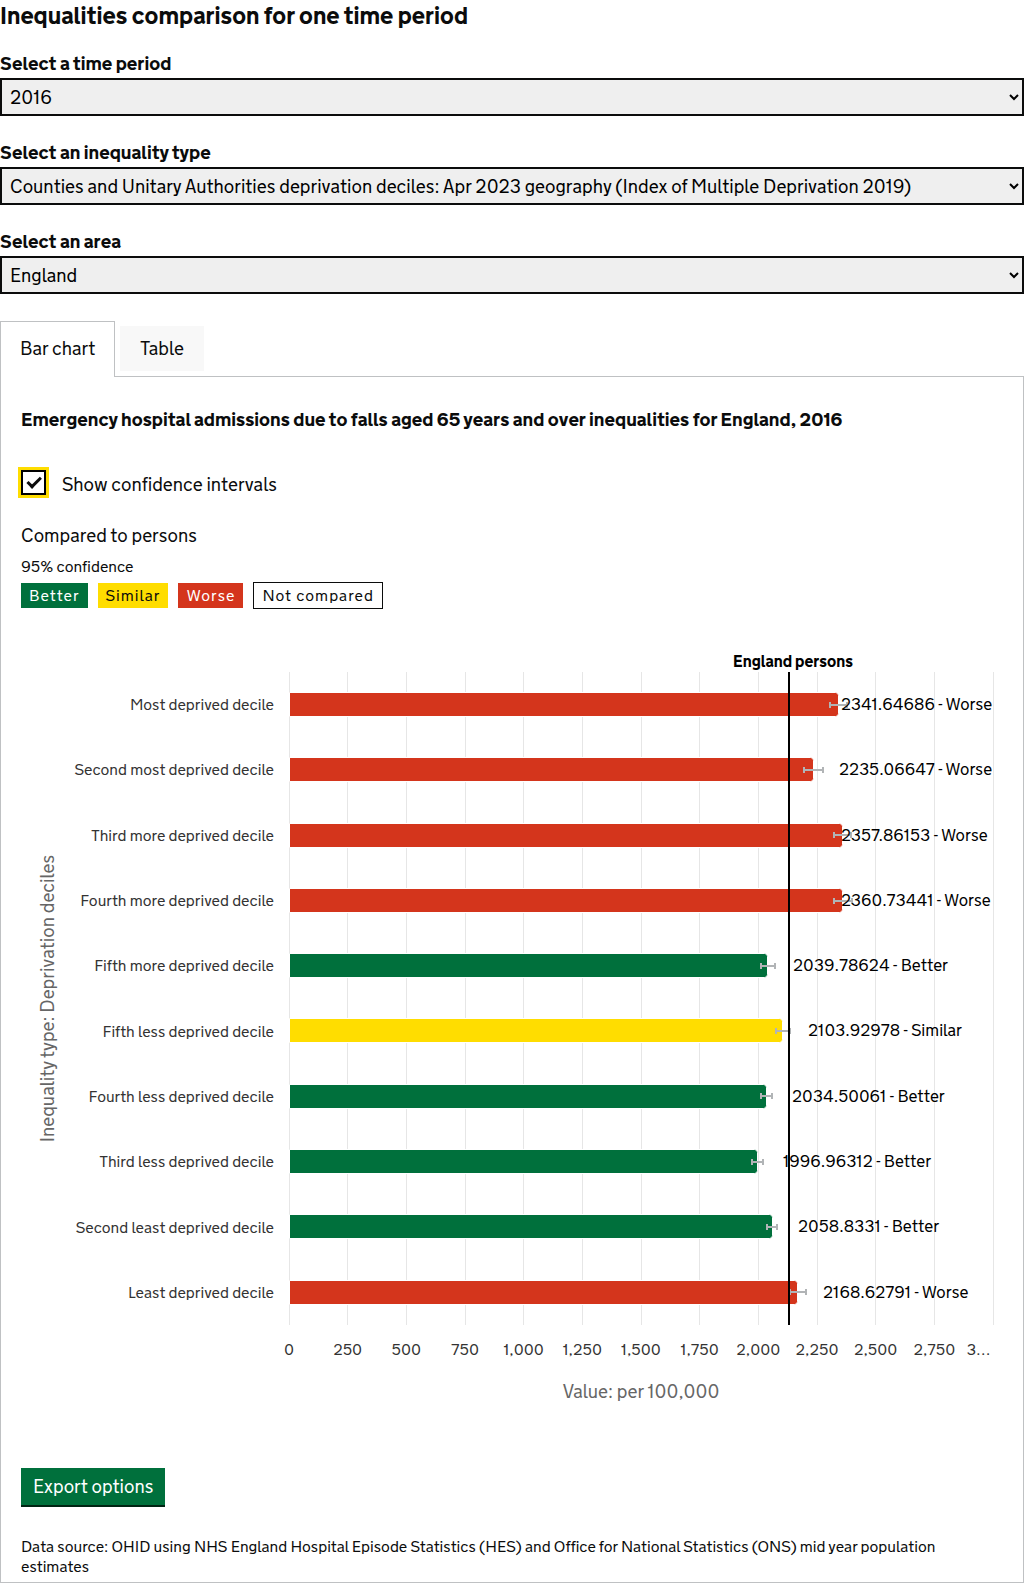 Inequalities comparison for one time period
Select a time period
2016
Select an inequality type
Counties and Unitary Authorities deprivation deciles: Apr 2023 geography (Index of Multiple Deprivation 2019)
Select an area
England
Bar chart Table
Emergency hospital admissions due to falls aged 65 years and over inequalities for England, 2016
Show confidence intervals
Compared to persons
95% confidence
Better Similar Worse Not compared
England persons
Most deprived decile 2341.64686 - Worse
Second most deprived decile 2235.06647 - Worse
Third more deprived decile 2357.86153 - Worse
Fourth more deprived decile 2360.73441 - Worse
Fifth more deprived decile 2039.78624 - Better
Fifth less deprived decile 2103.92978 - Similar
Fourth less deprived decile 2034.50061 - Better
Third less deprived decile 1996.96312 - Better
Second least deprived decile 2058.8331 - Better
Least deprived decile 2168.62791 - Worse
Inequality type: Deprivation deciles
0 250 500 750 1,000 1,250 1,500 1,750 2,000 2,250 2,500 2,750 3...
Value: per 100,000
Export options
Data source: OHID using NHS England Hospital Episode Statistics (HES) and Office for National Statistics (ONS) mid year population
estimates